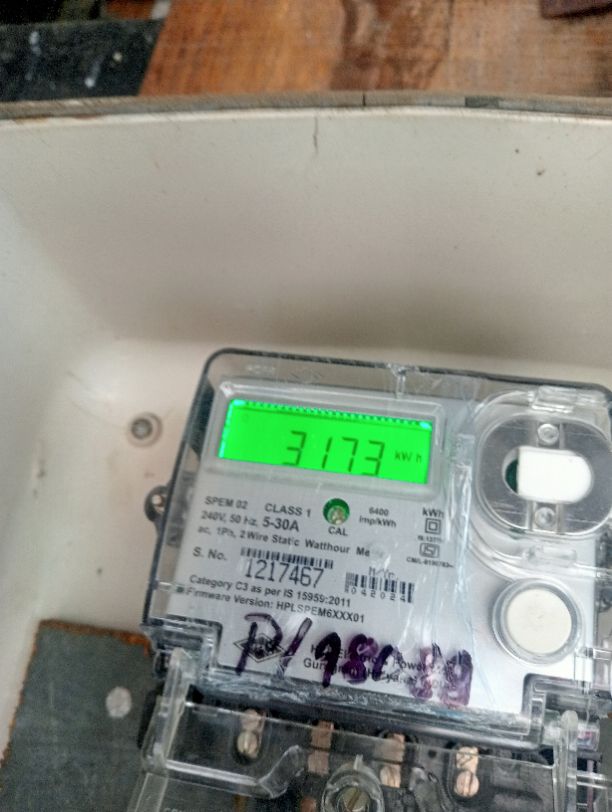 3173 kWh
SPEM 02 CLASS 1 6400 kWh
240V, 50 Hz, 5-30A CAL imp/kWh
ac, 1Ph, 2 Wire Static Watthour
S. No. 1217467
042024
Category C3 as per IS 15959:2011
Firmware Version: HPLSPEM6XXX01